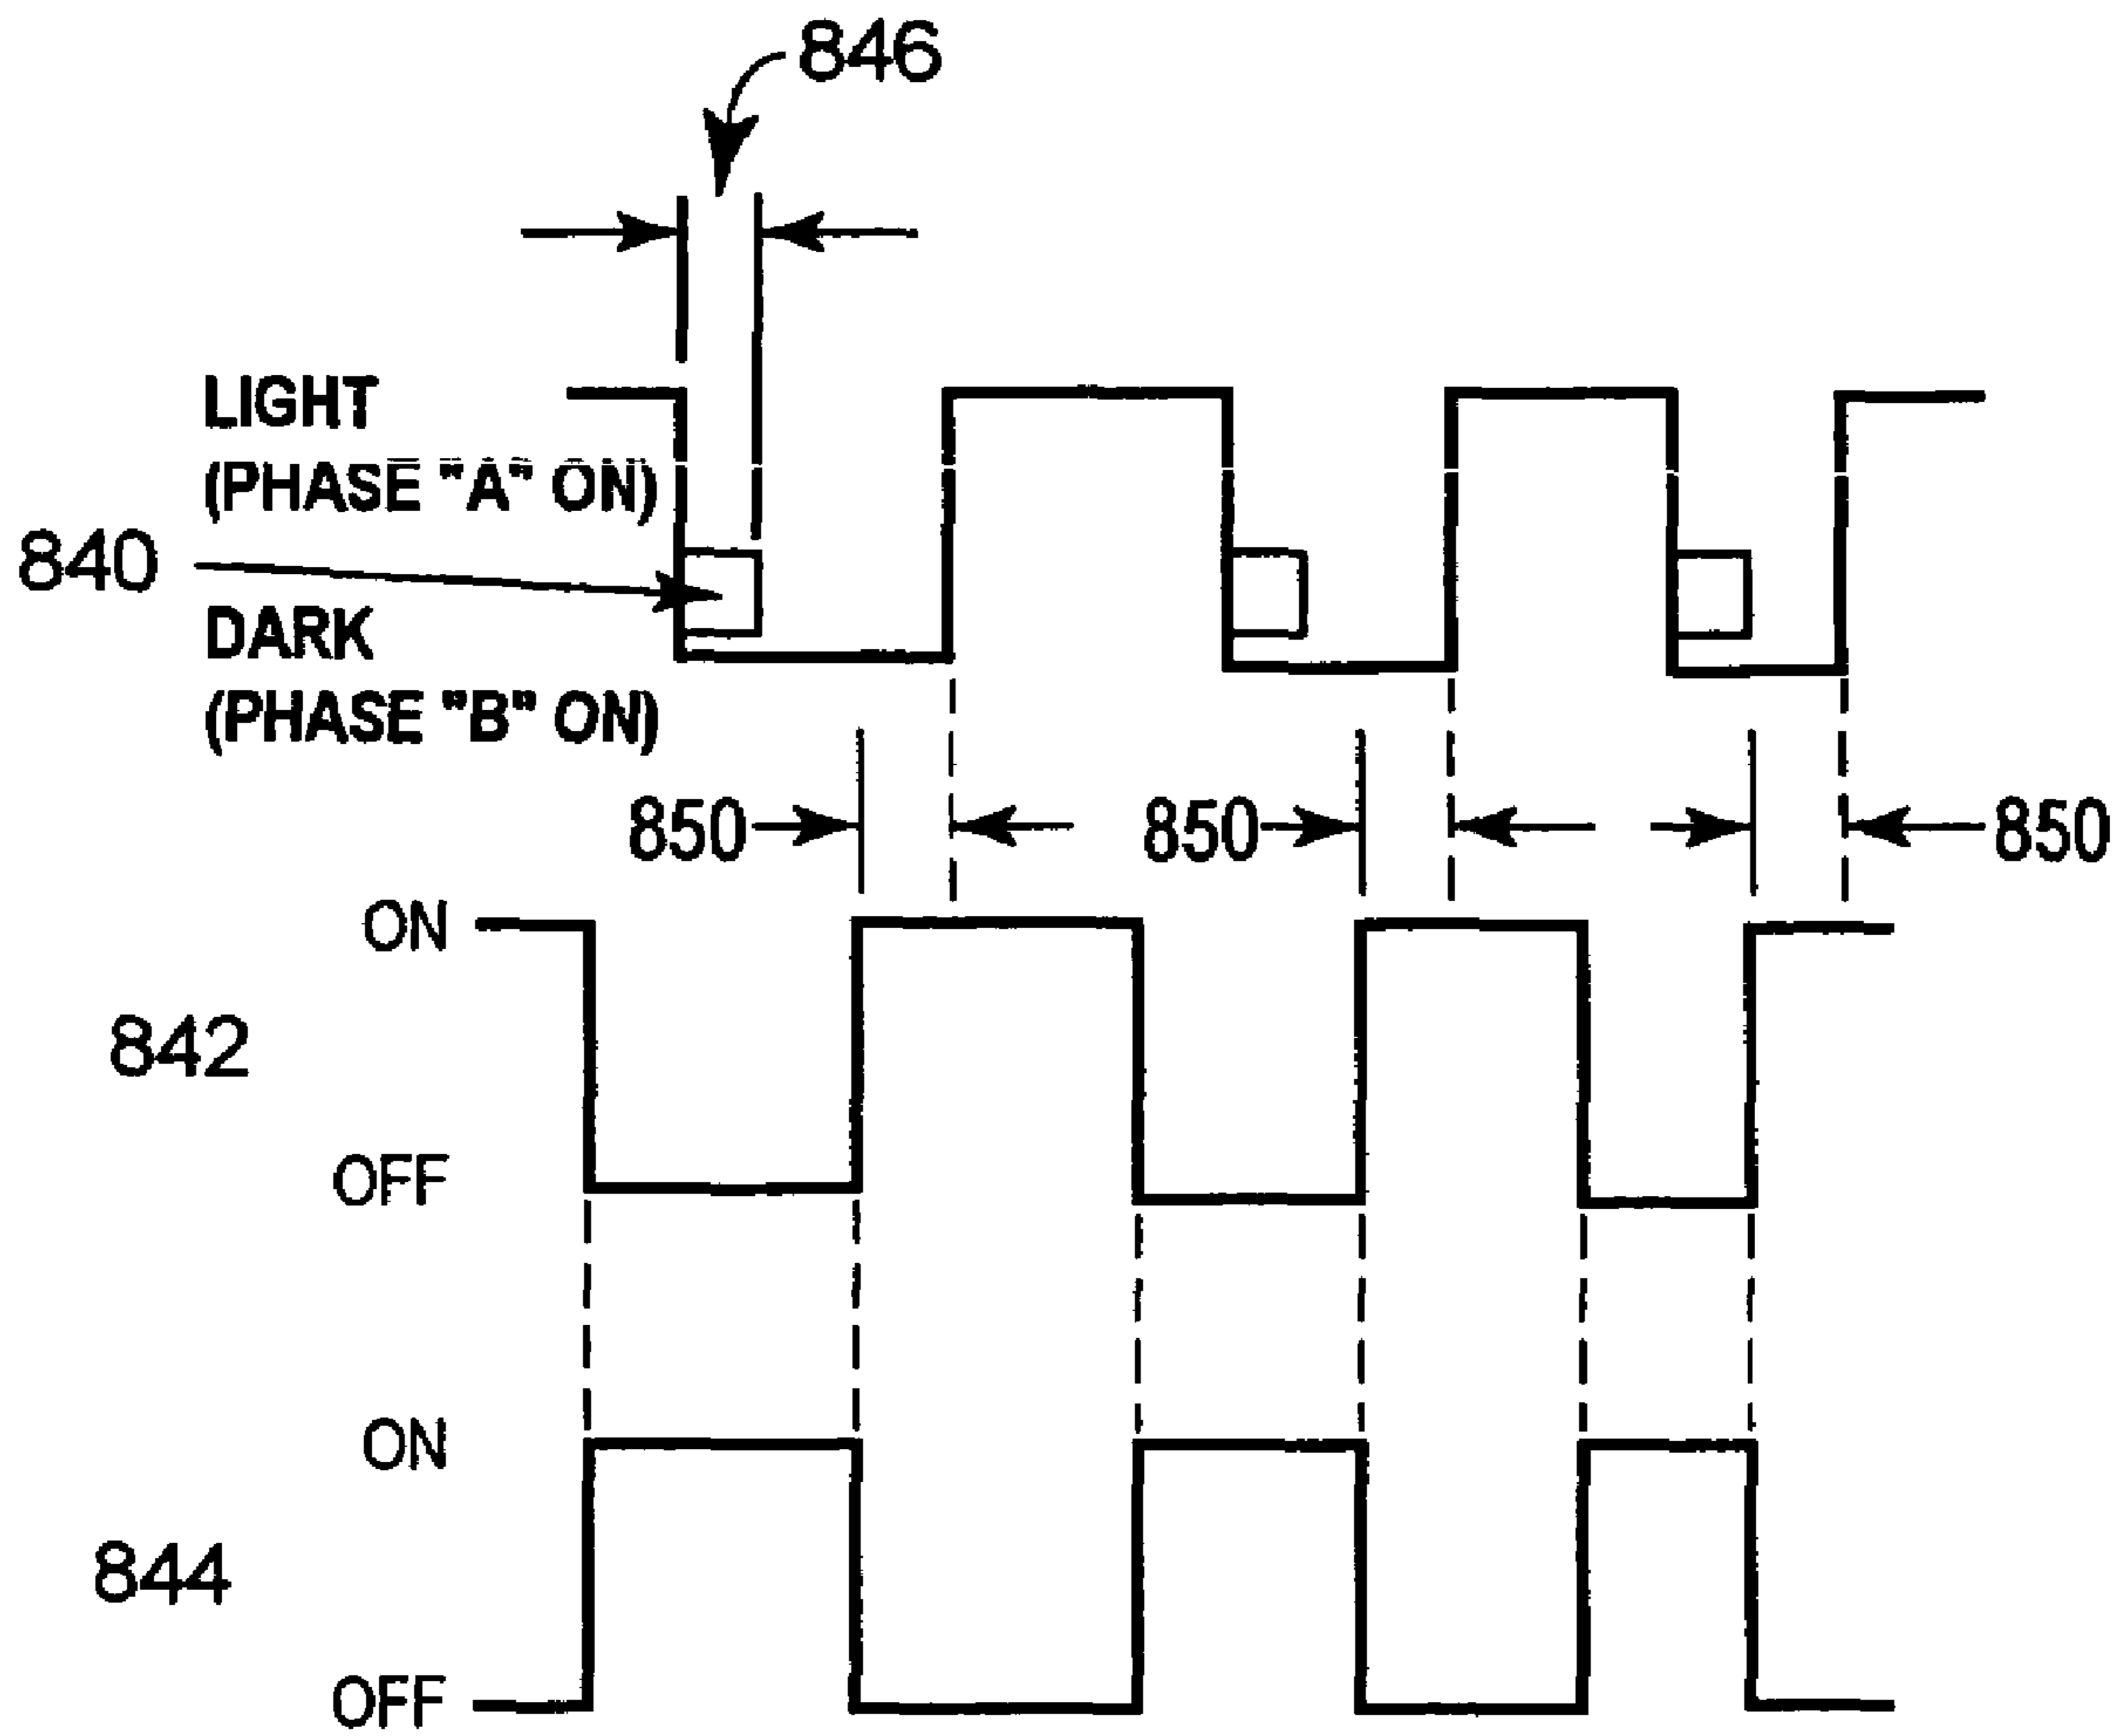 846
LIGHT
(PHASE "A" ON)
840
DARK
(PHASE "B" ON)
850 850 850
ON
842
OFF
ON
844
OFF